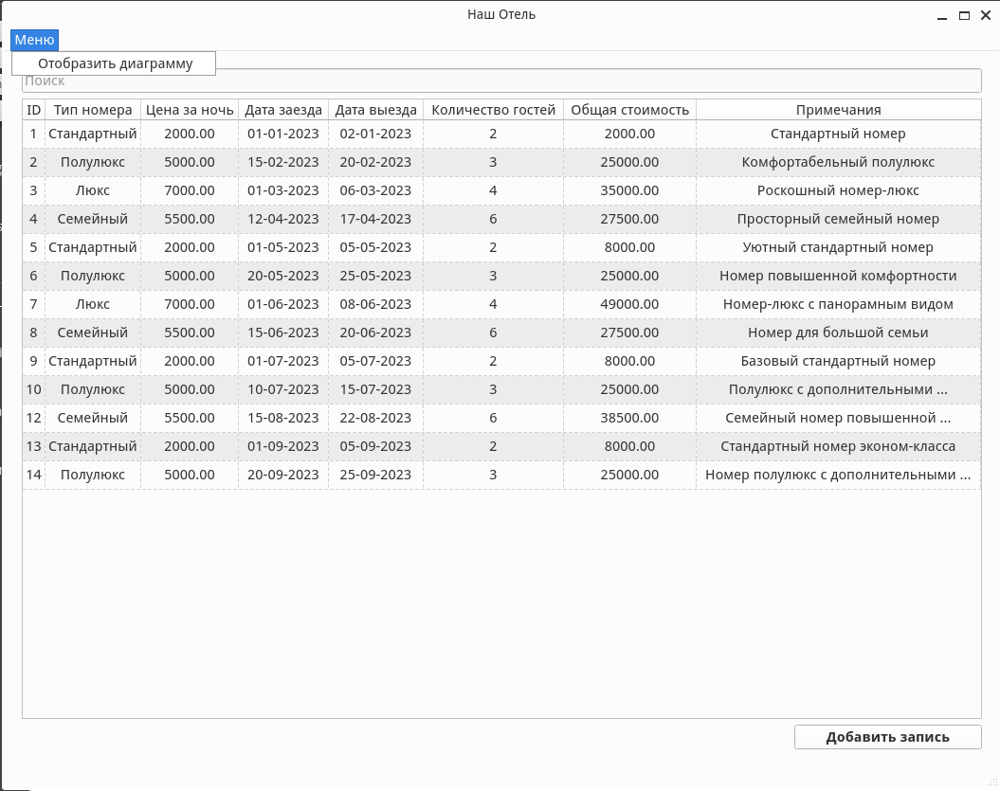 Наш Отель
Меню
Отобразить диаграмму
Поиск
ID Тип номера Цена за ночь Дата заезда Дата выезда Количество гостей Общая стоимость Примечания
1 Стандартный 2000.00 01-01-2023 02-01-2023 2 2000.00 Стандартный номер
2 Полулюкс 5000.00 15-02-2023 20-02-2023 3 25000.00 Комфортабельный полулюкс
3 Люкс 7000.00 01-03-2023 06-03-2023 4 35000.00 Роскошный номер-люкс
4 Семейный 5500.00 12-04-2023 17-04-2023 6 27500.00 Просторный семейный номер
5 Стандартный 2000.00 01-05-2023 05-05-2023 2 8000.00 Уютный стандартный номер
6 Полулюкс 5000.00 20-05-2023 25-05-2023 3 25000.00 Номер повышенной комфортности
7 Люкс 7000.00 01-06-2023 08-06-2023 4 49000.00 Номер-люкс с панорамным видом
8 Семейный 5500.00 15-06-2023 20-06-2023 6 27500.00 Номер для большой семьи
9 Стандартный 2000.00 01-07-2023 05-07-2023 2 8000.00 Базовый стандартный номер
10 Полулюкс 5000.00 10-07-2023 15-07-2023 3 25000.00 Полулюкс с дополнительными ...
12 Семейный 5500.00 15-08-2023 22-08-2023 6 38500.00 Семейный номер повышенной ...
13 Стандартный 2000.00 01-09-2023 05-09-2023 2 8000.00 Стандартный номер эконом-класса
14 Полулюкс 5000.00 20-09-2023 25-09-2023 3 25000.00 Номер полулюкс с дополнительными ...
Добавить запись